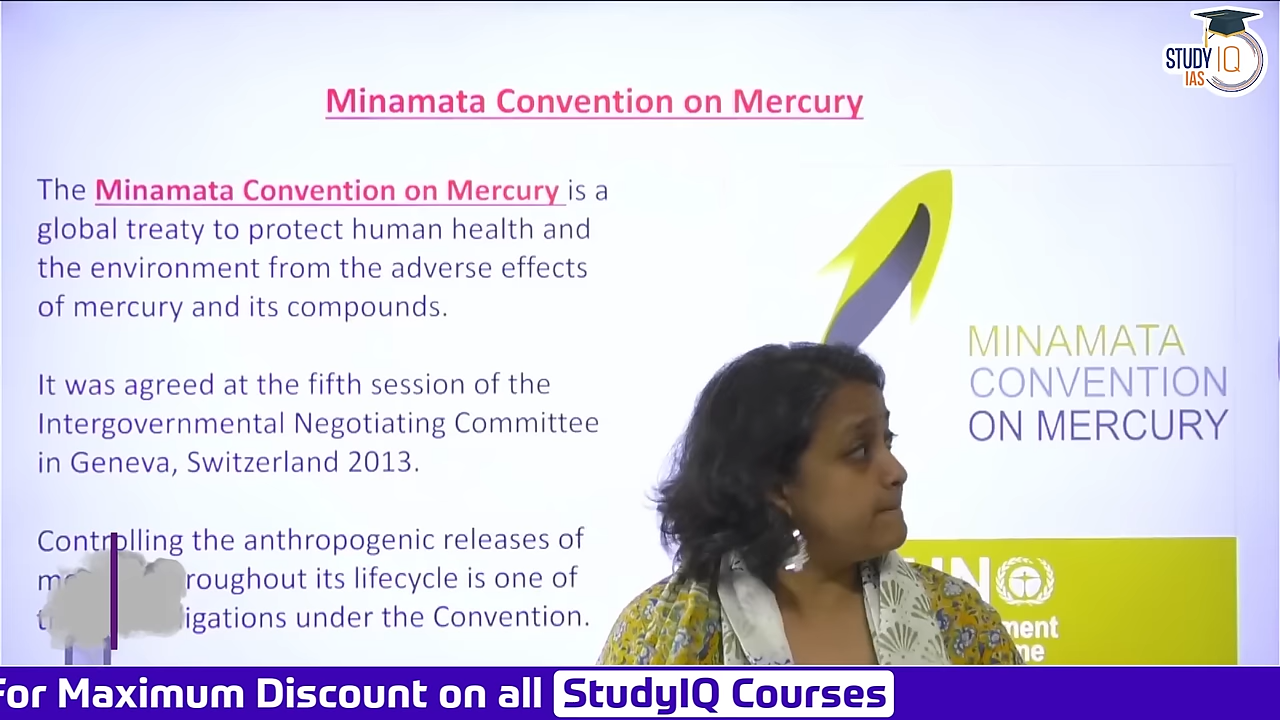 STUDY IQ
IAS
Minamata Convention on Mercury
The Minamata Convention on Mercury is a
global treaty to protect human health and
the environment from the adverse effects
of mercury and its compounds.
It was agreed at the fifth session of the
Intergovernmental Negotiating Committee
in Geneva, Switzerland 2013.
Controlling the anthropogenic releases of
roughout its lifecycle is one of
igations under the Convention.
MINAMATA
CONVENTION
ON MERCURY
For Maximum Discount on all StudyIQ Courses